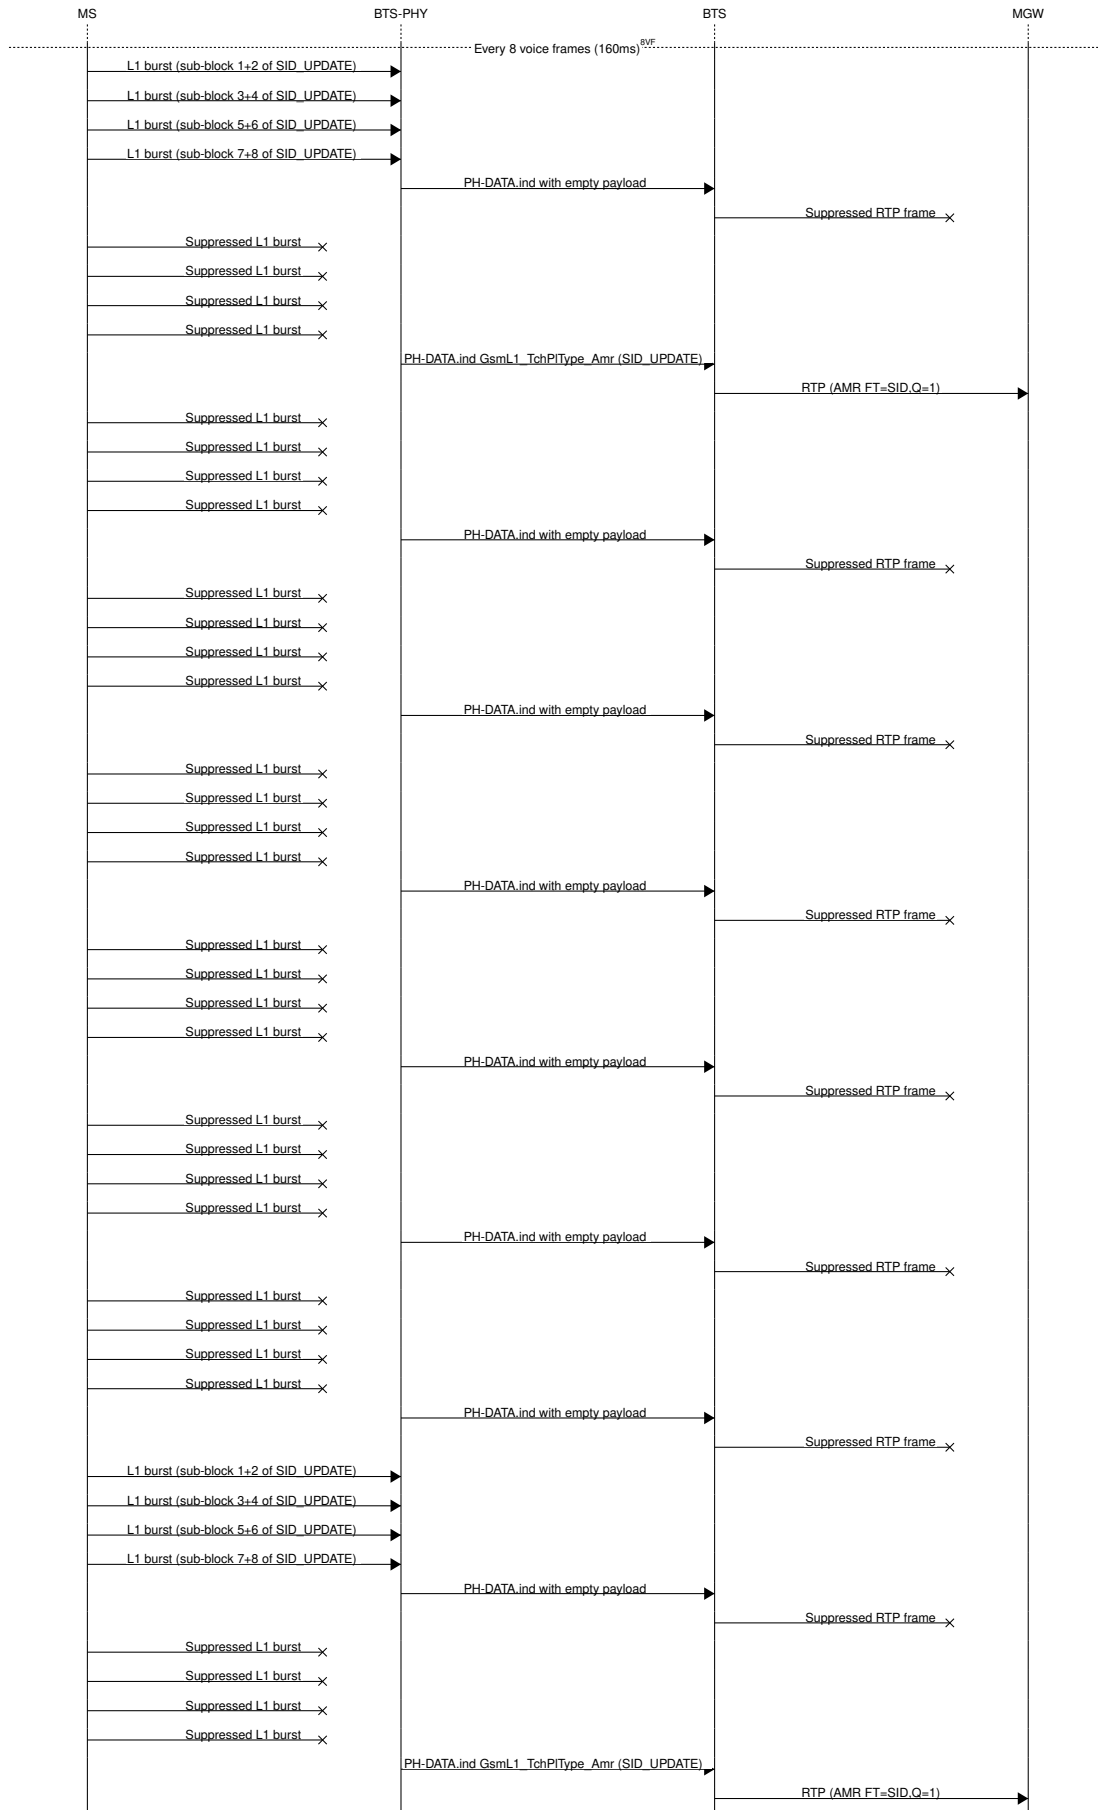 MS BTS-PHY BTS MGW
Every 8 voice frames (160ms) 8VF
L1 burst (sub-block 1+2 of SID_UPDATE)
L1 burst (sub-block 3+4 of SID_UPDATE)
L1 burst (sub-block 5+6 of SID_UPDATE)
L1 burst (sub-block 7+8 of SID_UPDATE)
PH-DATA.ind with empty payload
Suppressed RTP frame
Suppressed L1 burst
Suppressed L1 burst
Suppressed L1 burst
Suppressed L1 burst
PH-DATA.ind GsmL1_TchPlType_Amr (SID_UPDATE)
RTP (AMR FT=SID,Q=1)
Suppressed L1 burst
Suppressed L1 burst
Suppressed L1 burst
Suppressed L1 burst
PH-DATA.ind with empty payload
Suppressed RTP frame
Suppressed L1 burst
Suppressed L1 burst
Suppressed L1 burst
Suppressed L1 burst
PH-DATA.ind with empty payload
Suppressed RTP frame
Suppressed L1 burst
Suppressed L1 burst
Suppressed L1 burst
Suppressed L1 burst
PH-DATA.ind with empty payload
Suppressed RTP frame
Suppressed L1 burst
Suppressed L1 burst
Suppressed L1 burst
Suppressed L1 burst
PH-DATA.ind with empty payload
Suppressed RTP frame
Suppressed L1 burst
Suppressed L1 burst
Suppressed L1 burst
Suppressed L1 burst
PH-DATA.ind with empty payload
Suppressed RTP frame
Suppressed L1 burst
Suppressed L1 burst
Suppressed L1 burst
Suppressed L1 burst
PH-DATA.ind with empty payload
Suppressed RTP frame
L1 burst (sub-block 1+2 of SID_UPDATE)
L1 burst (sub-block 3+4 of SID_UPDATE)
L1 burst (sub-block 5+6 of SID_UPDATE)
L1 burst (sub-block 7+8 of SID_UPDATE)
PH-DATA.ind with empty payload
Suppressed RTP frame
Suppressed L1 burst
Suppressed L1 burst
Suppressed L1 burst
Suppressed L1 burst
PH-DATA.ind GsmL1_TchPlType_Amr (SID_UPDATE)
RTP (AMR FT=SID,Q=1)